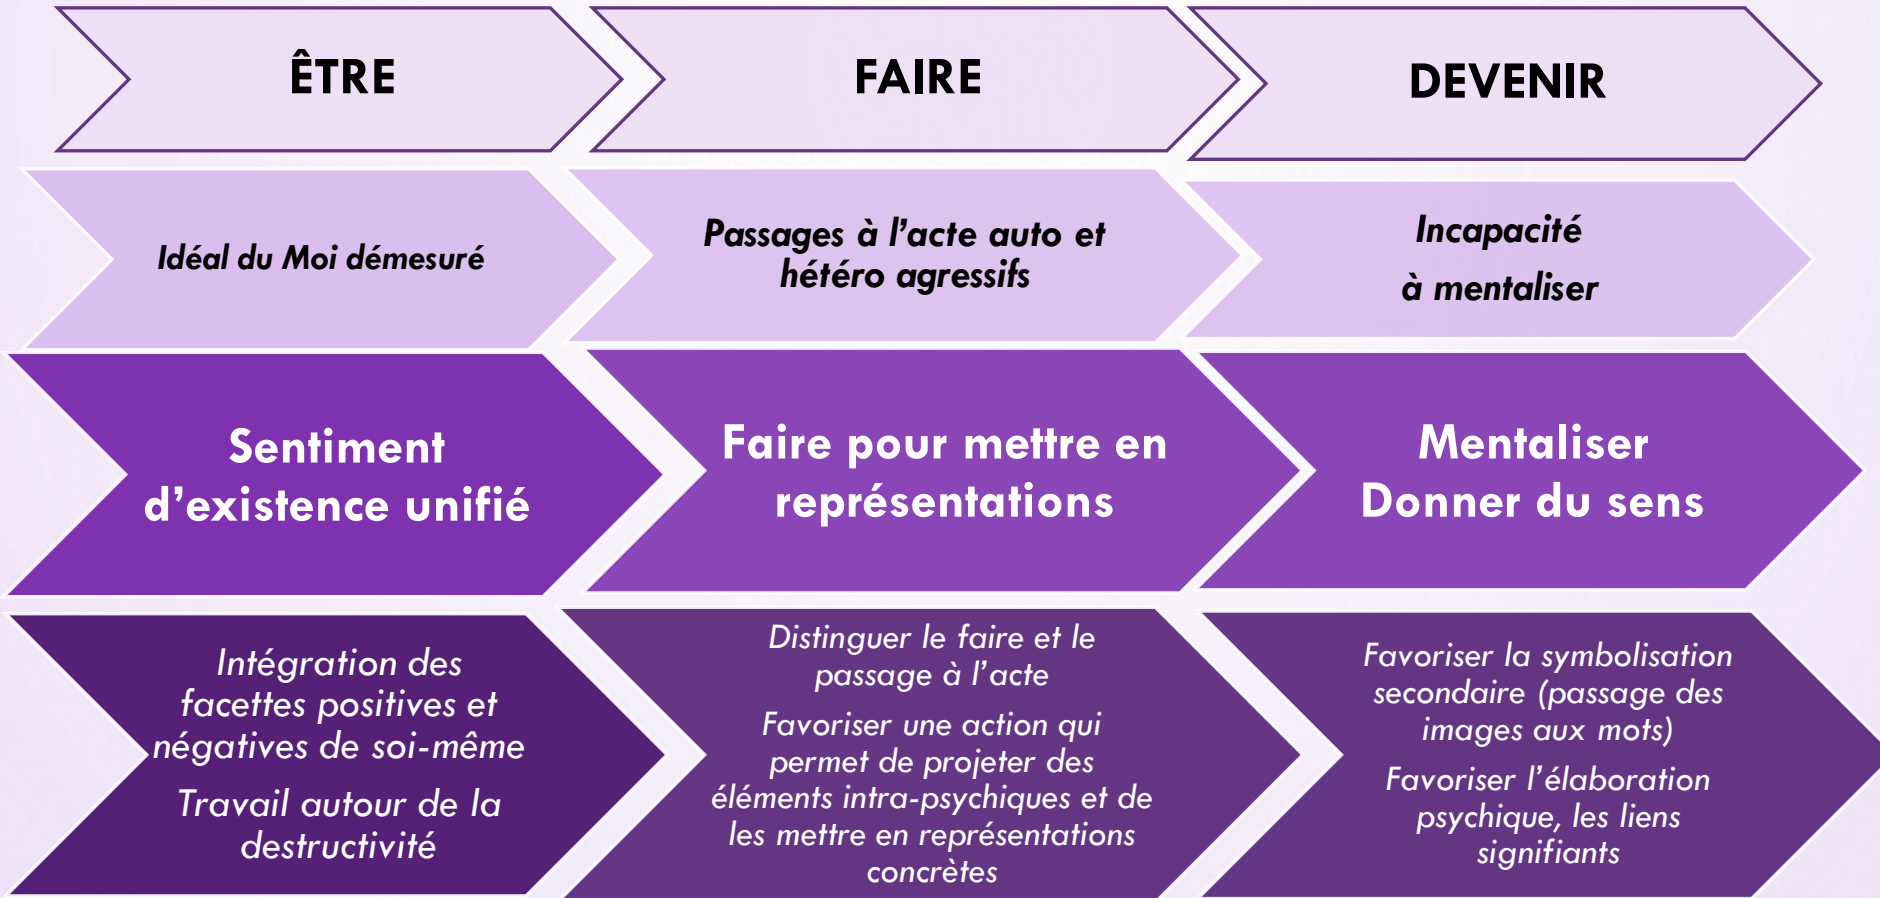 ÊTRE
FAIRE
DEVENIR
Idéal du Moi démesuré
Passages à l’acte auto et
hétéro agressifs
Incapacité
à mentaliser
Sentiment
d’existence unifié
Faire pour mettre en
représentations
Mentaliser
Donner du sens
Intégration des
facettes positives et
négatives de soi-même
Travail autour de la
destructivité
Distinguer le faire et le
passage à l’acte
Favoriser une action qui
permet de projeter des
éléments intra-psychiques et de
les mettre en représentations
concrètes
Favoriser la symbolisation
secondaire (passage des
images aux mots)
Favoriser l’élaboration
psychique, les liens
signifiants